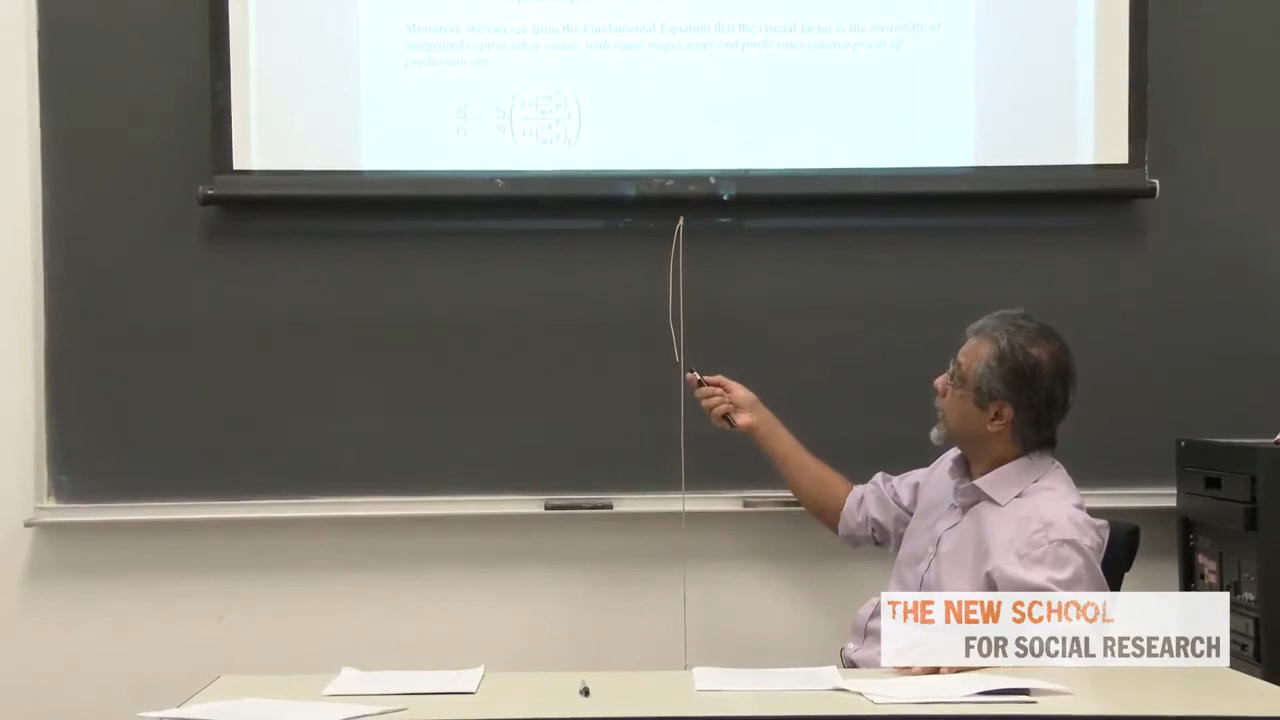 Moreover, we can see from the Fundamental Equation that the crucial factor is the inequality of
integrated capital-labor ratios, with equal wages rates and profit rates relative prices of
production are
THE NEW SCHOOL
FOR SOCIAL RESEARCH